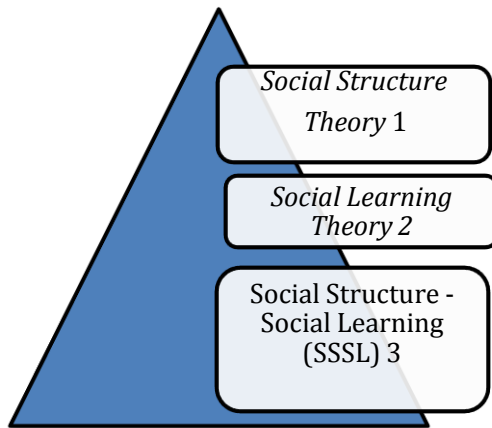 Social Structure
Theory 1
Social Learning
Theory 2
Social Structure -
Social Learning
(SSSL) 3